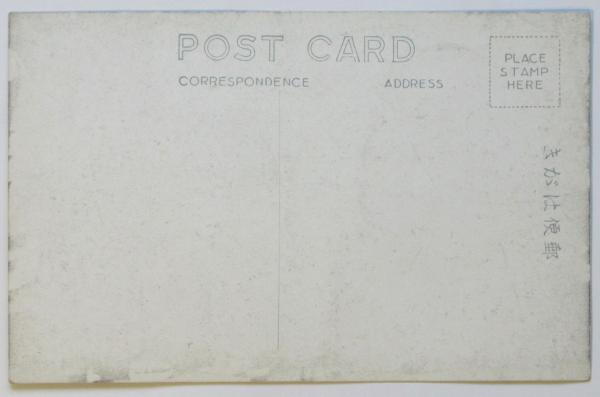 POST CARD
CORRESPONDENCE
ADDRESS
PLACE
STAMP
HERE
きがは便郵